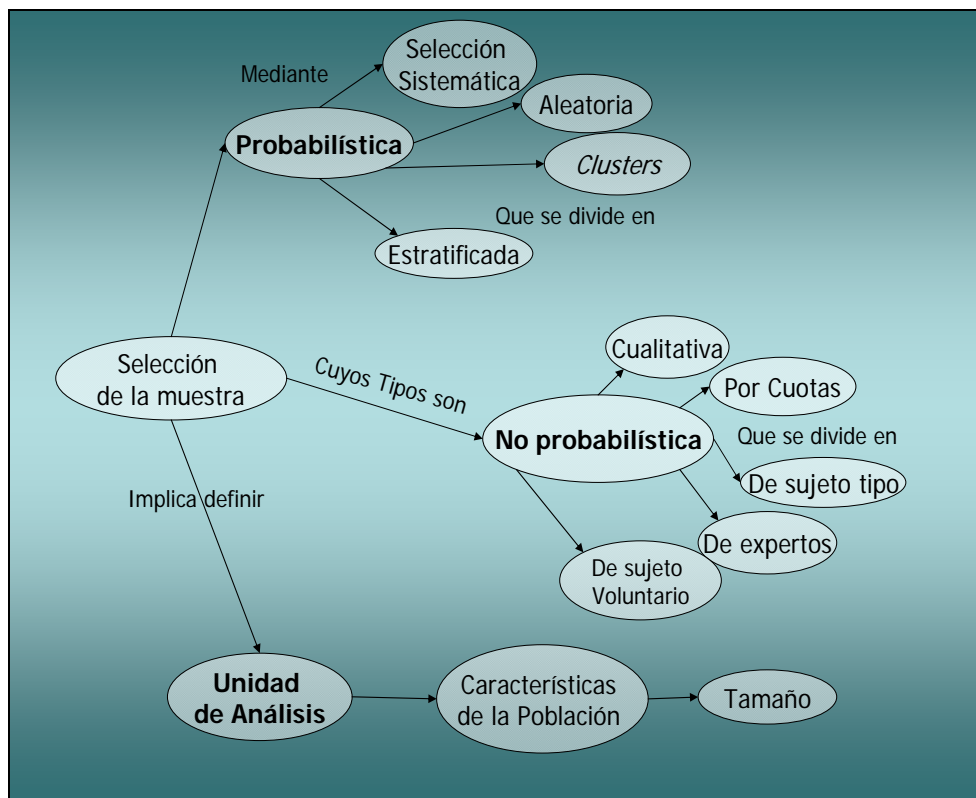 Selección
Sistemática
Mediante
Aleatoria
Probabilística
Clusters
Que se divide en
Estratificada
Cualitativa
Selección
de la muestra
Cuyos Tipos son
Por Cuotas
No probabilística
Que se divide en
De sujeto tipo
Implica definir
De expertos
De sujeto
Voluntario
Unidad
de Análisis
Características
de la Población
Tamaño